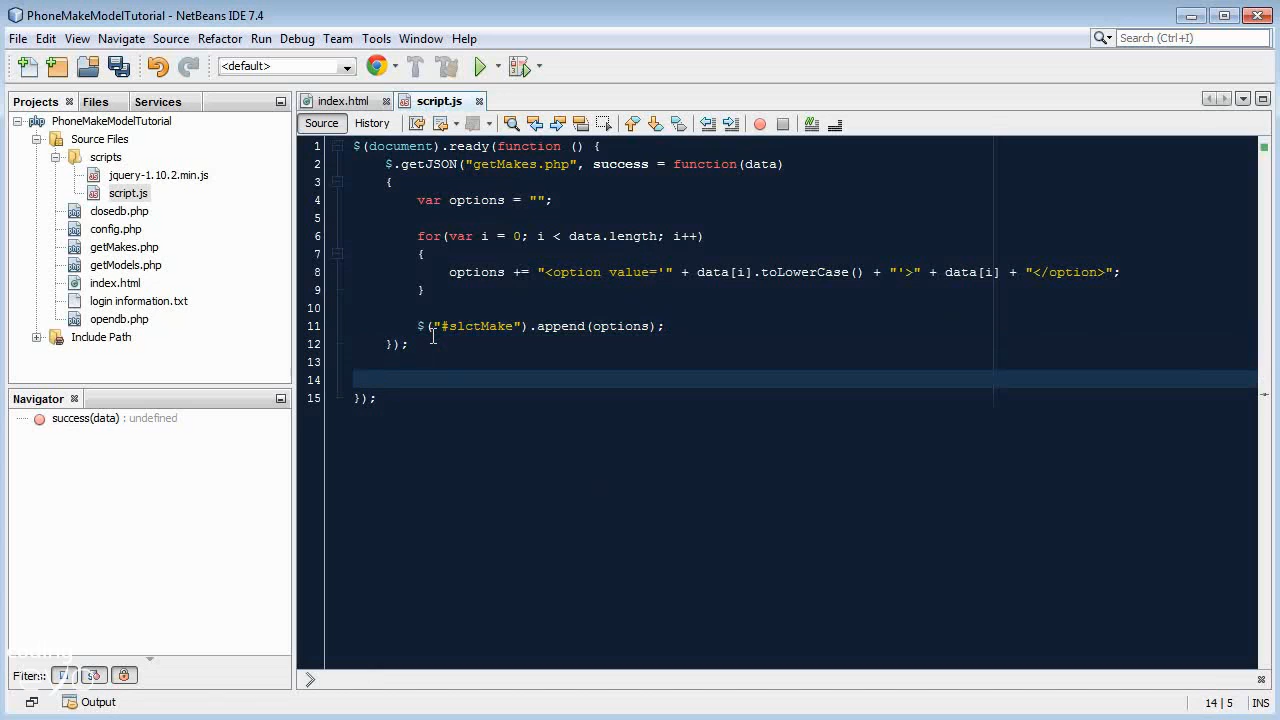 PhoneMakeModelTutorial - NetBeans IDE 7.4
File Edit View Navigate Source Refactor Run Debug Team Tools Window Help
Search (Ctrl+I)
<default>
Projects Files Services
PhoneMakeModelTutorial
Source Files
scripts
jquery-1.10.2.min.js
script.js
closedb.php
config.php
getMakes.php
getModels.php
index.html
login information.txt
opendb.php
Include Path
Navigator
success(data) : undefined
Filters:
index.html script.js
Source History
1 $(document).ready(function () {
2 $.getJSON("getMakes.php", success = function(data)
3 {
4 var options = "";
5
6 for(var i = 0; i < data.length; i++)
7 {
8 options += "<option value='" + data[i].toLowerCase() + "'>" + data[i] + "</option>";
9 }
10
11 $("#slctMake").append(options);
12 });
13
14
15 });
Output
14 | 5 INS